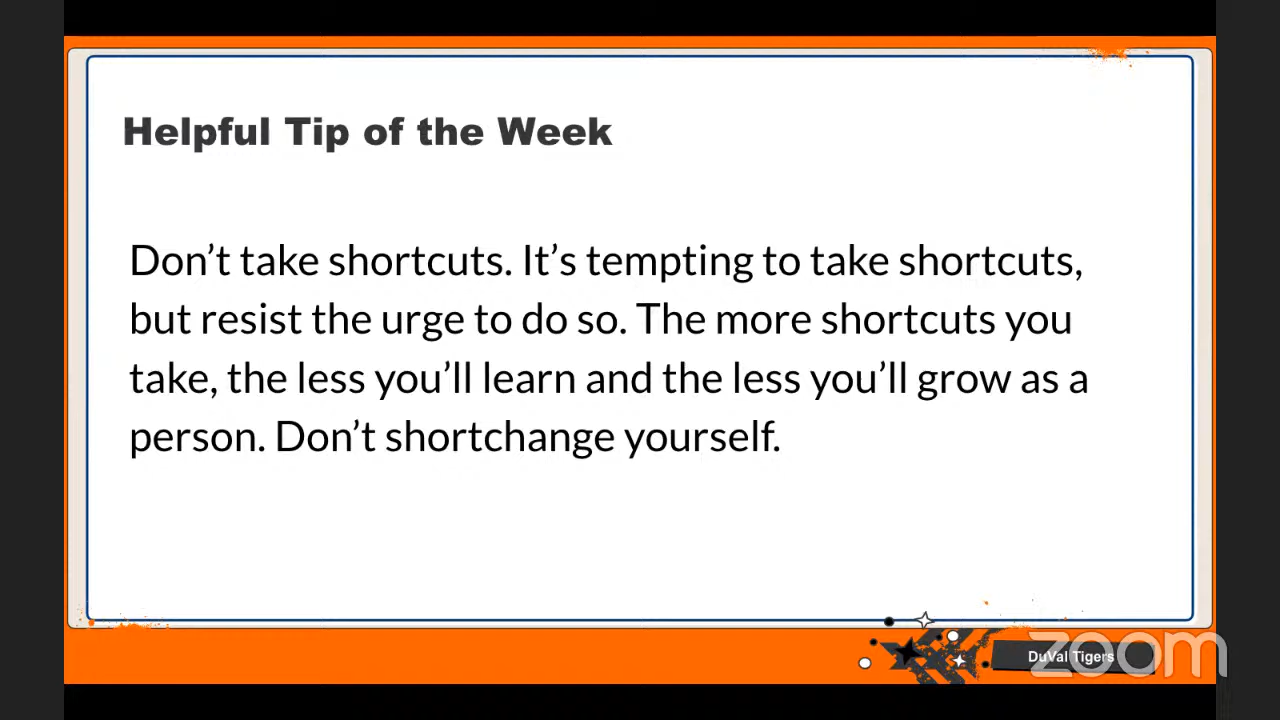 Helpful Tip of the Week
Don’t take shortcuts. It’s tempting to take shortcuts,
but resist the urge to do so. The more shortcuts you
take, the less you’ll learn and the less you’ll grow as a
person. Don’t shortchange yourself.
DuVal Tigers
zoom